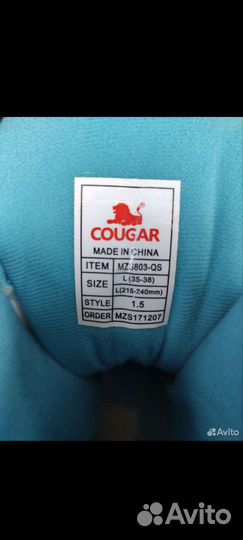 COUGAR
MADE IN CHINA
ITEM MZS803-QS
SIZE L (35-38)
L(215-240mm)
STYLE 1.5
ORDER MZS171207
Avito